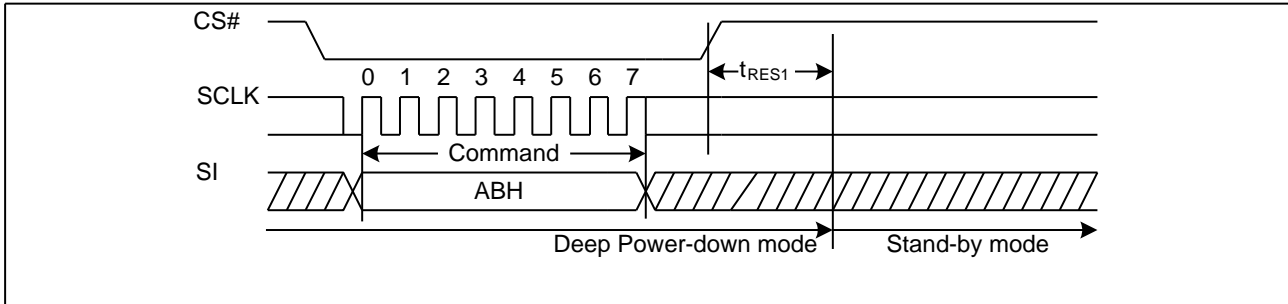 CS#
tRES1
0 1 2 3 4 5 6 7
SCLK
Command
SI
ABH
Deep Power-down mode Stand-by mode